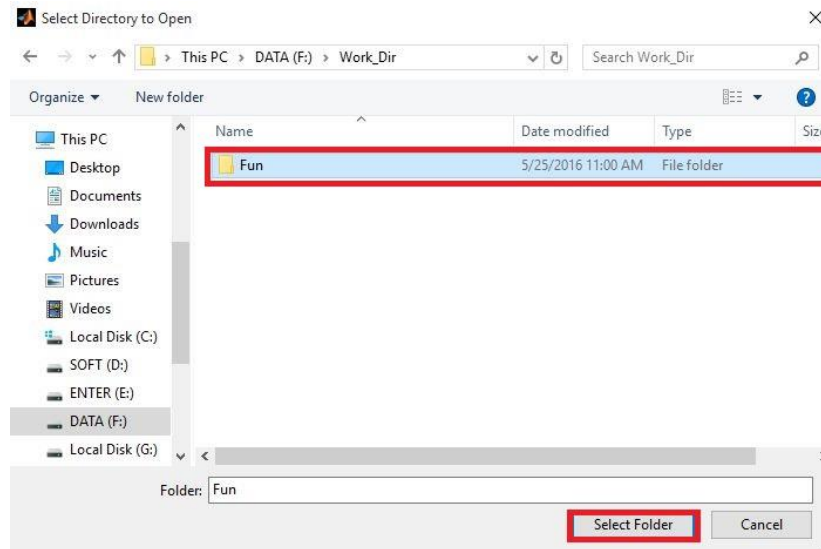 Select Directory to Open
This PC > DATA (F:) > Work_Dir
Search Work_Dir
Organize
New folder
Name Date modified Type Siz
Fun 5/25/2016 11:00 AM File folder
This PC
Desktop
Documents
Downloads
Music
Pictures
Videos
Local Disk (C:)
SOFT (D:)
ENTER (E:)
DATA (F:)
Local Disk (G:)
Folder: Fun
Select Folder Cancel